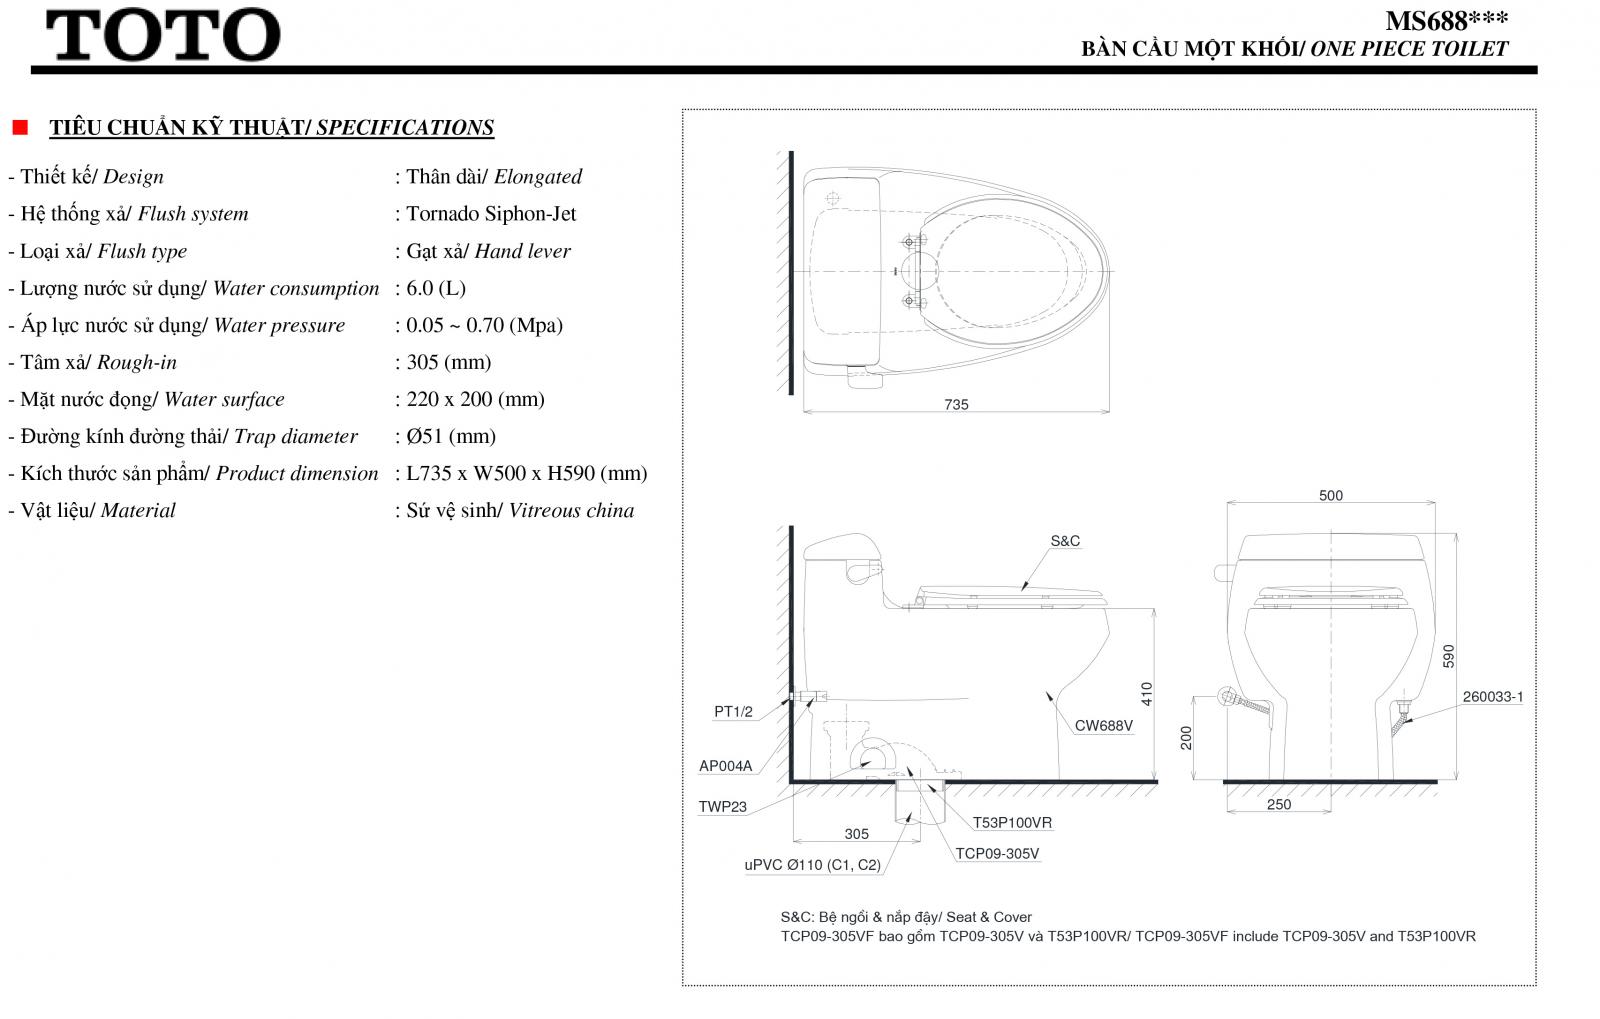 TOTO
MS688***
BÀN CẦU MỘT KHỐI/ ONE PIECE TOILET
TIÊU CHUẨN KỸ THUẬT/ SPECIFICATIONS
- Thiết kế/ Design : Thân dài/ Elongated
- Hệ thống xả/ Flush system : Tornado Siphon-Jet
- Loại xả/ Flush type : Gạt xả/ Hand lever
- Lượng nước sử dụng/ Water consumption : 6.0 (L)
- Áp lực nước sử dụng/ Water pressure : 0.05 ~ 0.70 (Mpa)
- Tâm xả/ Rough-in : 305 (mm)
- Mặt nước đọng/ Water surface : 220 x 200 (mm)
- Đường kính đường thải/ Trap diameter : Ø51 (mm)
- Kích thước sản phẩm/ Product dimension : L735 x W500 x H590 (mm)
- Vật liệu/ Material : Sứ vệ sinh/ Vitreous china
735
500
S&C
590
410
260033-1
PT1/2
CW688V
200
AP004A
TWP23
250
T53P100VR
305
TCP09-305V
uPVC Ø110 (C1, C2)
S&C: Bệ ngồi & nắp đậy/ Seat & Cover
TCP09-305VF bao gồm TCP09-305V và T53P100VR/ TCP09-305VF include TCP09-305V and T53P100VR